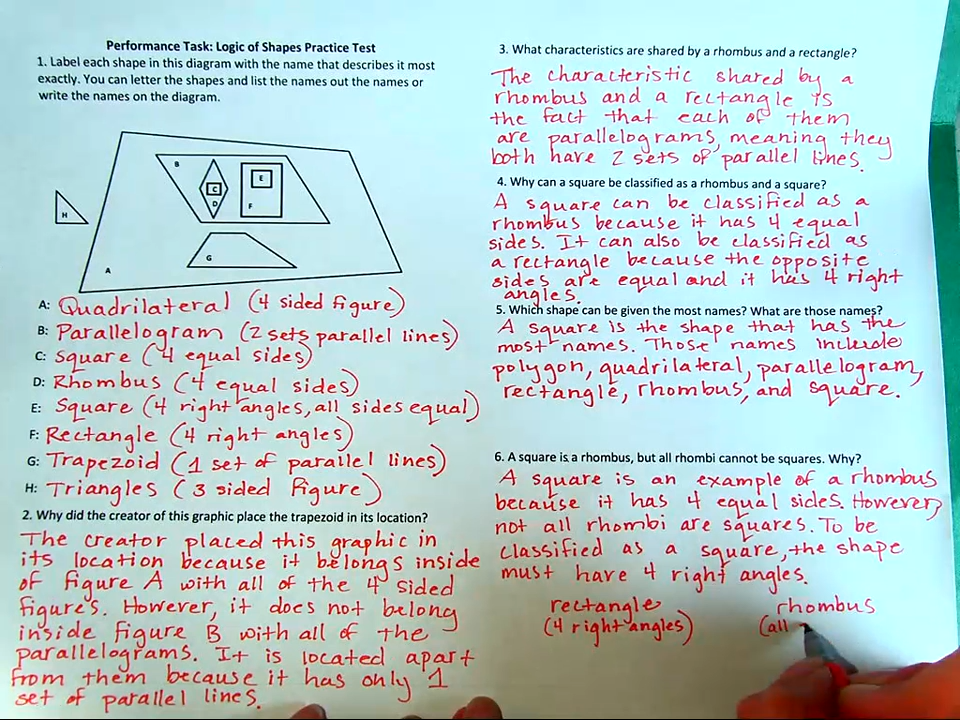 Performance Task: Logic of Shapes Practice Test
1. Label each shape in this diagram with the name that describes it most
exactly. You can letter the shapes and list the names out the names or
write the names on the diagram.
B
E
C
D
F
H
G
A
A: Quadrilateral (4 sided figure)
B: Parallelogram (2 sets parallel lines)
C: Square (4 equal sides)
D: Rhombus (4 equal sides)
E: Square (4 right angles, all sides equal)
F: Rectangle (4 right angles)
G: Trapezoid (1 set of parallel lines)
H: Triangles (3 sided figure)
2. Why did the creator of this graphic place the trapezoid in its location?
The creator placed this graphic in
its location because it belongs inside
of figure A with all of the 4 sided
figures. However, it does not belong
inside figure B with all of the
parallelograms. It is located apart
from them because it has only 1
set of parallel lines.
3. What characteristics are shared by a rhombus and a rectangle?
The characteristic shared by a
rhombus and a rectangle is
the fact that each of them
are parallelograms, meaning they
both have 2 sets of parallel lines.
4. Why can a square be classified as a rhombus and a square?
A square can be classified as a
rhombus because it has 4 equal
sides. It can also be classified as
a rectangle because the opposite
sides are equal and it has 4 right
angles.
5. Which shape can be given the most names? What are those names?
A square is the shape that has the
most names. Those names include
polygon, quadrilateral, parallelogram,
rectangle, rhombus, and square.
6. A square is a rhombus, but all rhombi cannot be squares. Why?
A square is an example of a rhombus
because it has 4 equal sides. However,
not all rhombi are squares. To be
classified as a square, the shape
must have 4 right angles.
rectangle rhombus
(4 right angles) (all